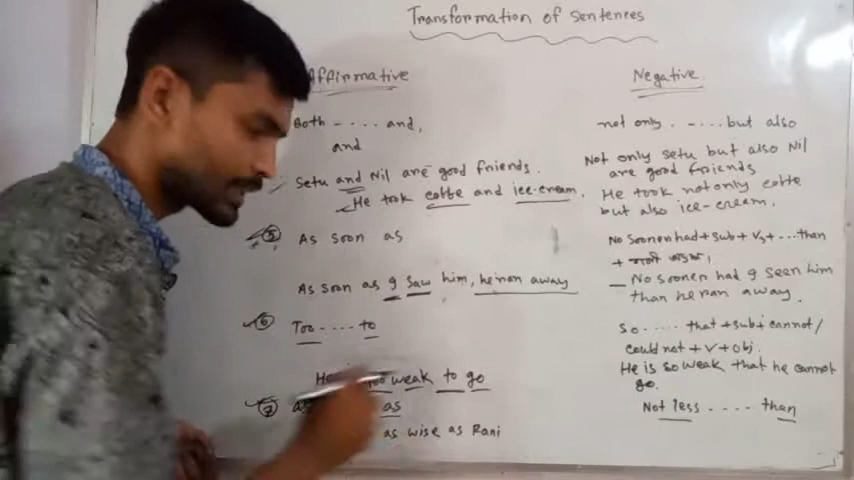 Transformation of Sentences
Affirmative
Negative
Both - .... and,
and
not only. - .... but also
Setu and Nil are good friends.
He took coffe and ice-cream.
Not only setu but also Nil
are good friends
He took not only coffe
but also ice-cream.
5 As soon as
No sooner had + sub + V3 + ... than
+
As soon as I saw him, he ran away
No sooner had I seen him
than he ran away.
6 Too - .... to
So ..... that + sub + cannot/
could not + V + obj.
too weak to go
He is so weak that he cannot
go.
7 as
Not less .... than
as wise as Rani